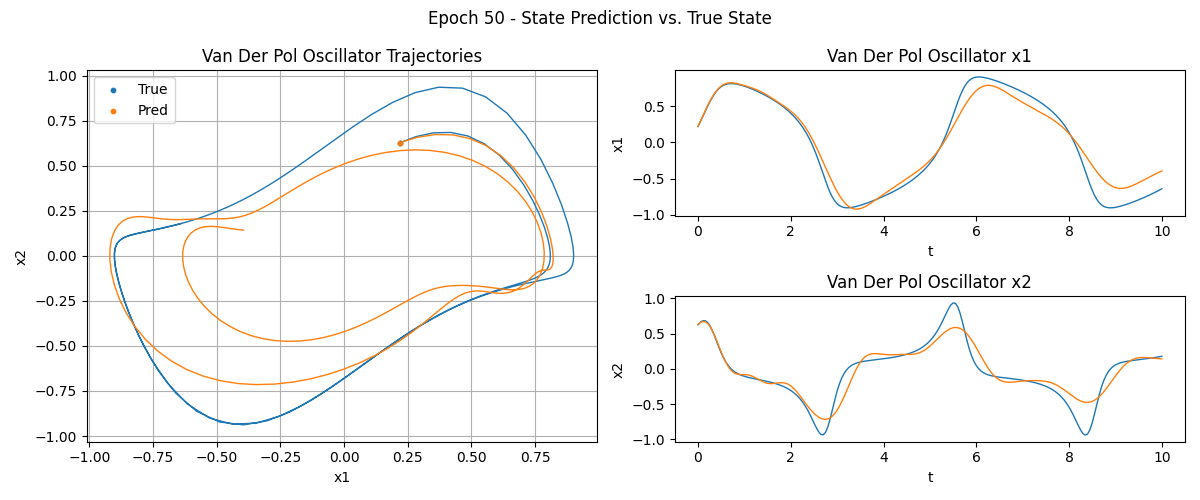 Epoch 50 - State Prediction vs. True State
Van Der Pol Oscillator Trajectories
True
Pred
1.00
0.75
0.50
0.25
0.00
−0.25
−0.50
−0.75
−1.00
x2
−1.00 −0.75 −0.50 −0.25 0.00 0.25 0.50 0.75
x1
Van Der Pol Oscillator x1
0.5
0.0
−0.5
−1.0
x1
0 2 4 6 8 10
t
Van Der Pol Oscillator x2
1.0
0.5
0.0
−0.5
−1.0
x2
0 2 4 6 8 10
t